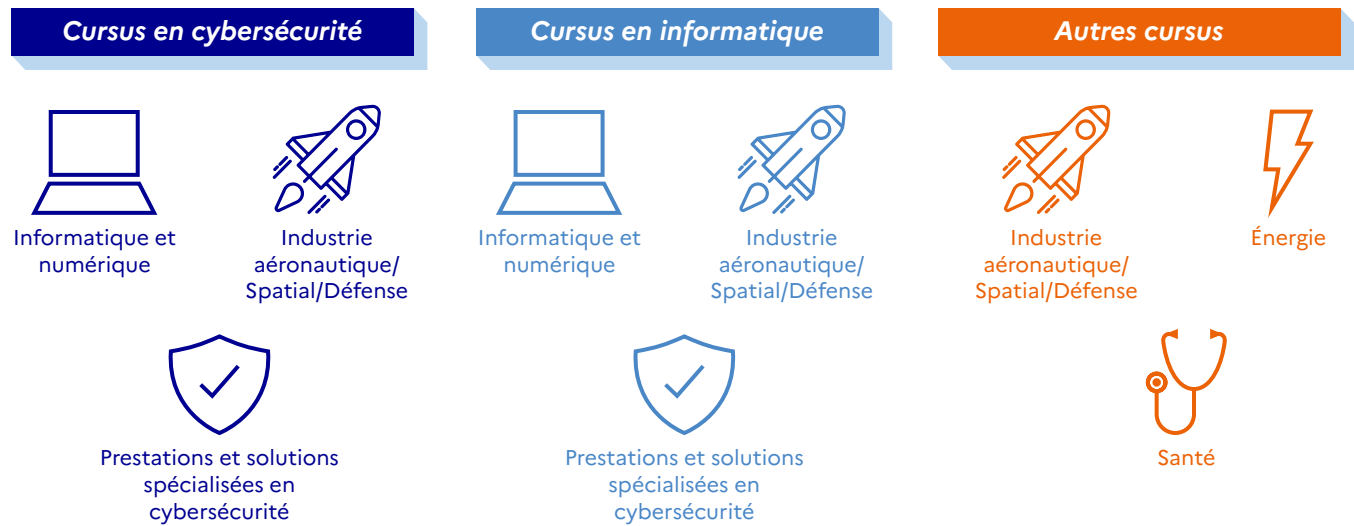 Cursus en cybersécurité
Informatique et
numérique
Industrie
aéronautique/
Spatial/Défense
Prestations et solutions
spécialisées en
cybersécurité
Cursus en informatique
Informatique et
numérique
Industrie
aéronautique/
Spatial/Défense
Prestations et solutions
spécialisées en
cybersécurité
Autres cursus
Industrie
aéronautique/
Spatial/Défense
Énergie
Santé